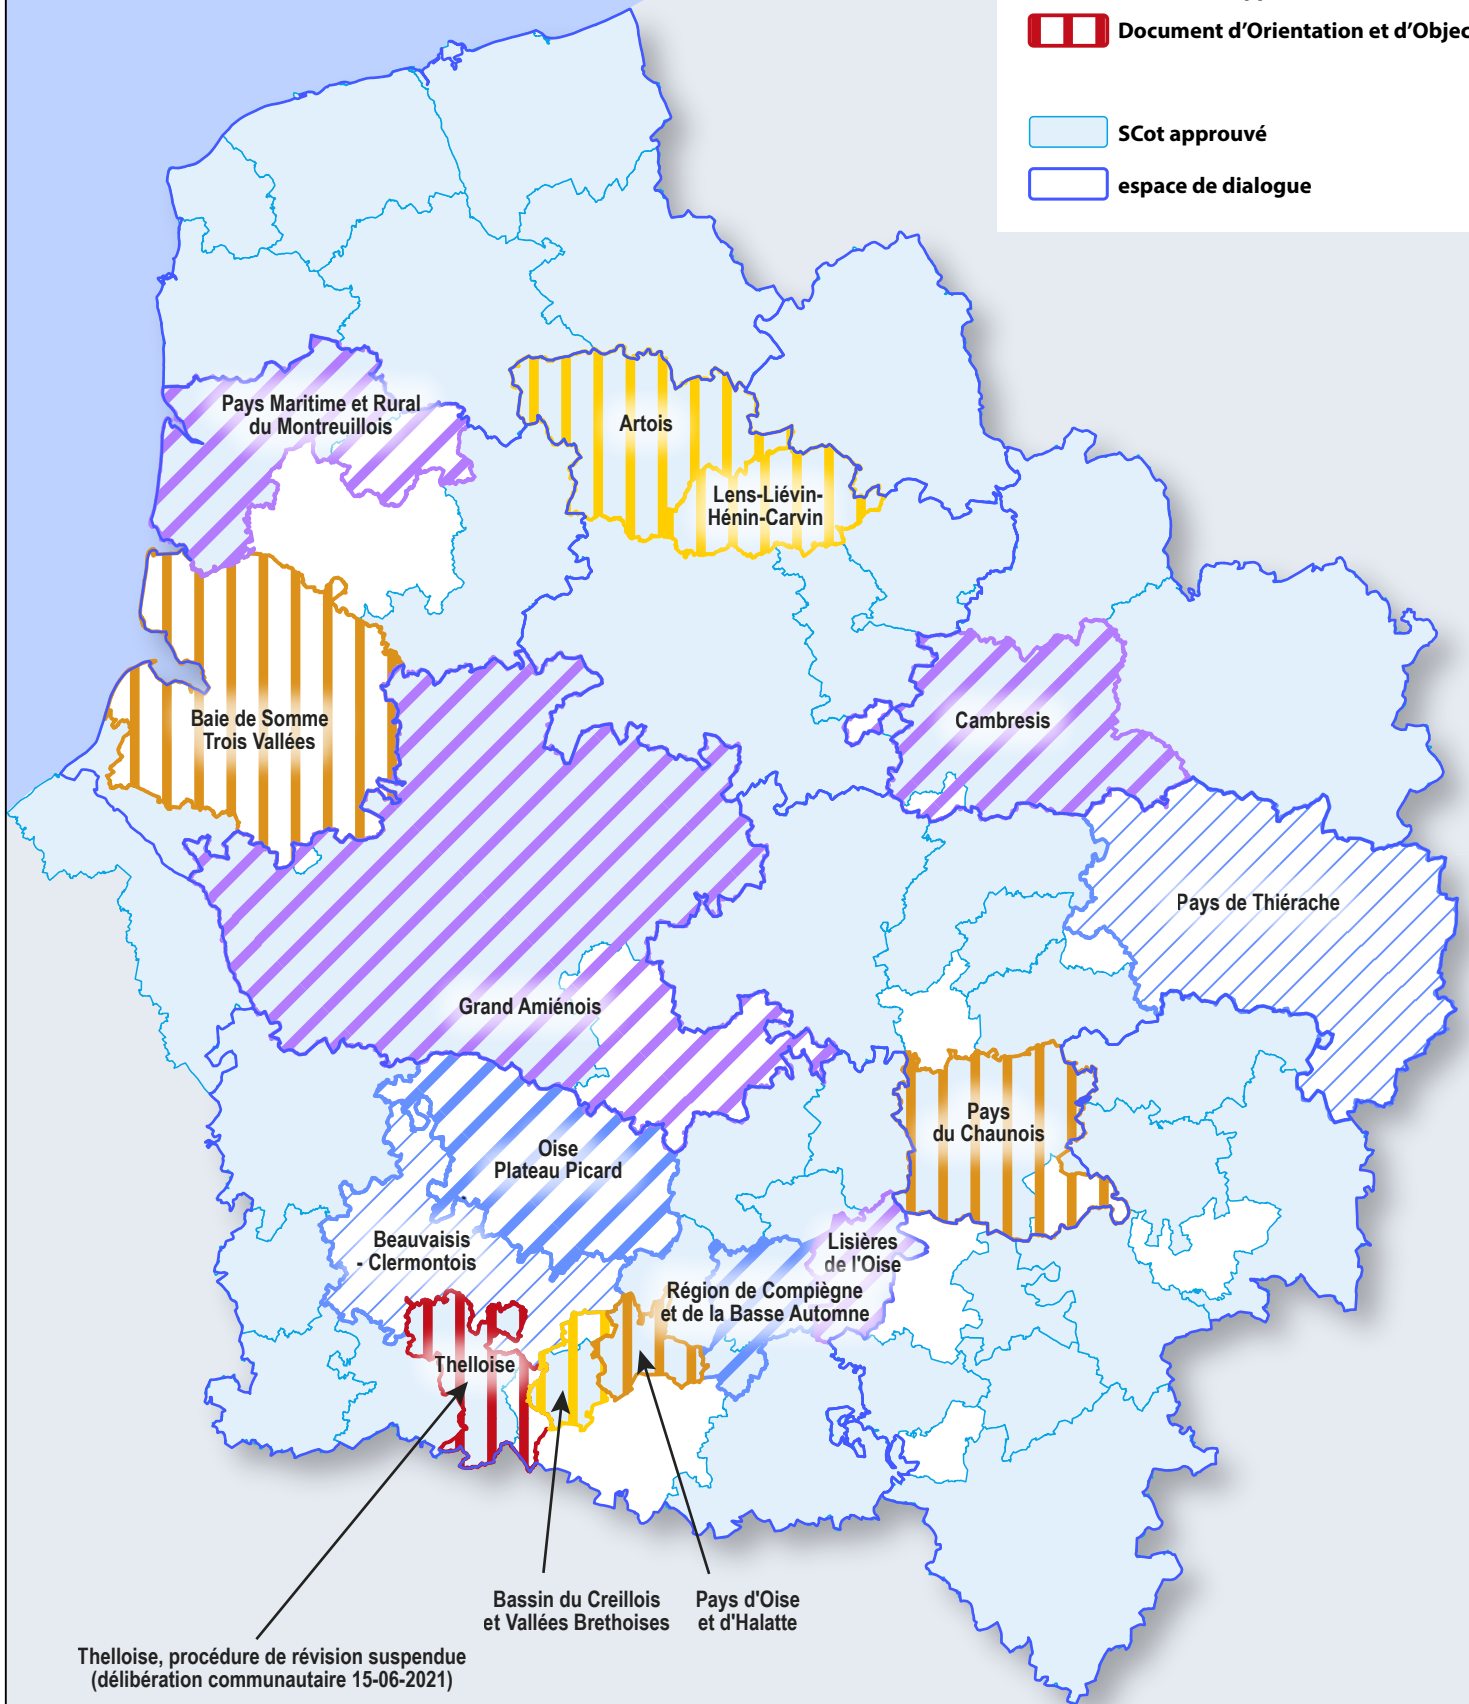 Document d'Orientation et d'Objec
SCot approuvé
espace de dialogue
Pays Maritime et Rural
du Montreuillois
Artois
Lens-Liévin-
Hénin-Carvin
Baie de Somme
Trois Vallées
Cambresis
Pays de Thiérache
Grand Amiénois
Pays
du Chaunois
Oise
Plateau Picard
Beauvaisis
- Clermontois
Lisières
de l'Oise
Région de Compiègne
et de la Basse Automne
Thelloise
Bassin du Creillois
et Vallées Brethoises
Pays d'Oise
et d'Halatte
Thelloise, procédure de révision suspendue
(délibération communautaire 15-06-2021)